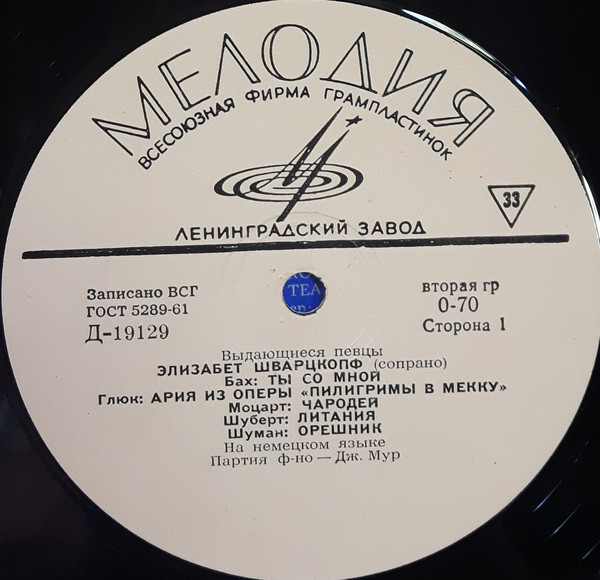 МЕЛОДИЯ
ВСЕСОЮЗНАЯ ФИРМА ГРАМПЛАСТИНОК
33
ЛЕНИНГРАДСКИЙ ЗАВОД
Записано ВСГ
ГОСТ 5289-61
Д-19129
TEA
вторая гр
0-70
Сторона 1
Выдающиеся певцы
ЭЛИЗАБЕТ ШВАРЦКОПФ (сопрано)
Бах: ТЫ СО МНОЙ
Глюк: АРИЯ ИЗ ОПЕРЫ «ПИЛИГРИМЫ В МЕККУ»
Моцарт: ЧАРОДЕЙ
Шуберт: ЛИТАНИЯ
Шуман: ОРЕШНИК
На немецком языке
Партия ф-но — Дж. Мур